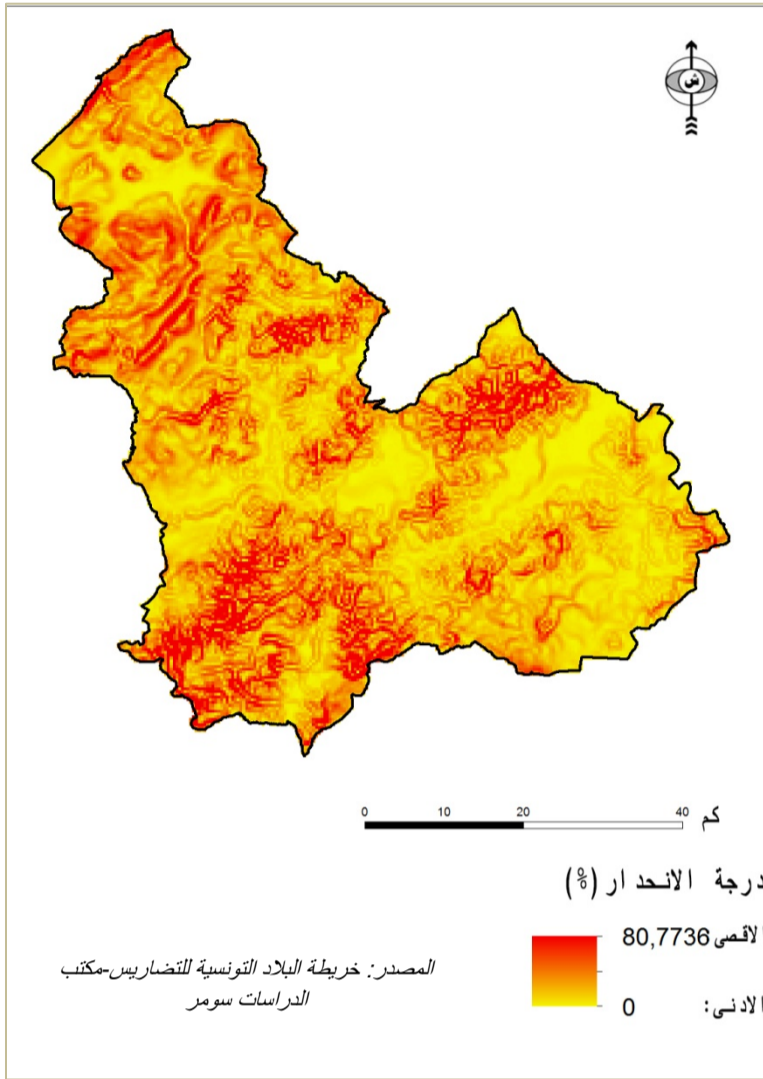 ش
0 10 20 40 كم
درجة الانحدار (%)
الاقصى 80,7736
الادنى: 0
المصدر: خريطة البلاد التونسية للتضاريس-مكتب
الدراسات سومر